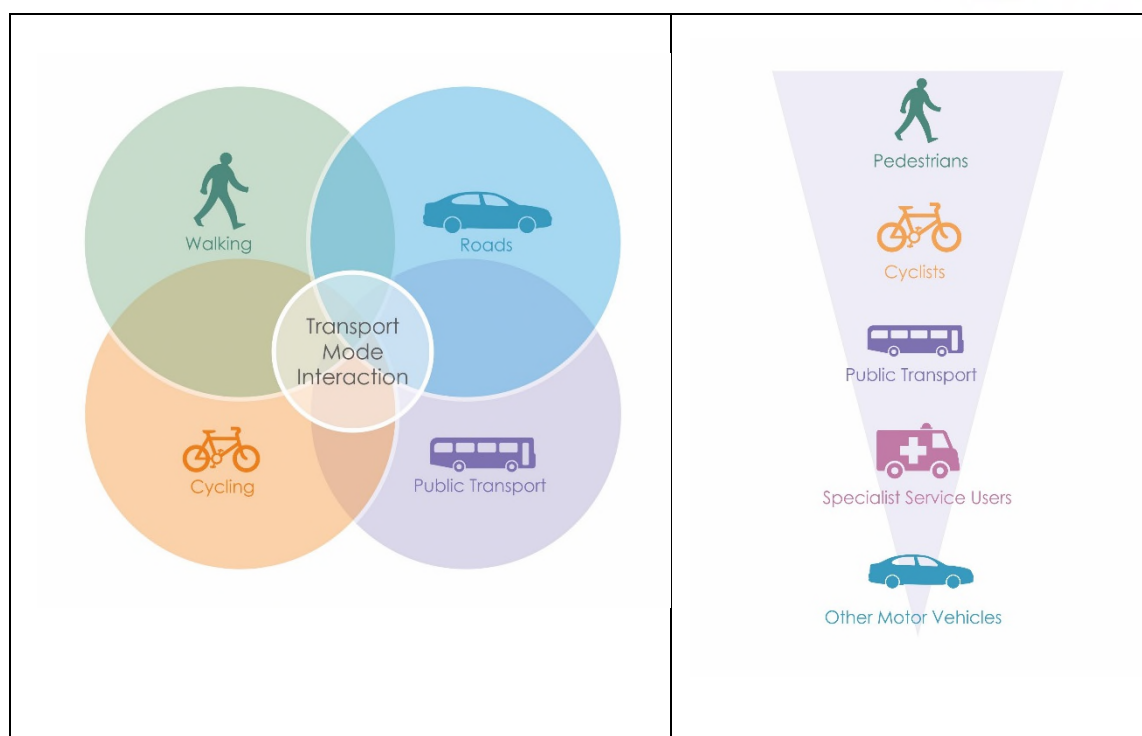 Walking
Roads
Transport
Mode
Interaction
Cycling
Public Transport
Pedestrians
Cyclists
Public Transport
Specialist Service Users
Other Motor Vehicles